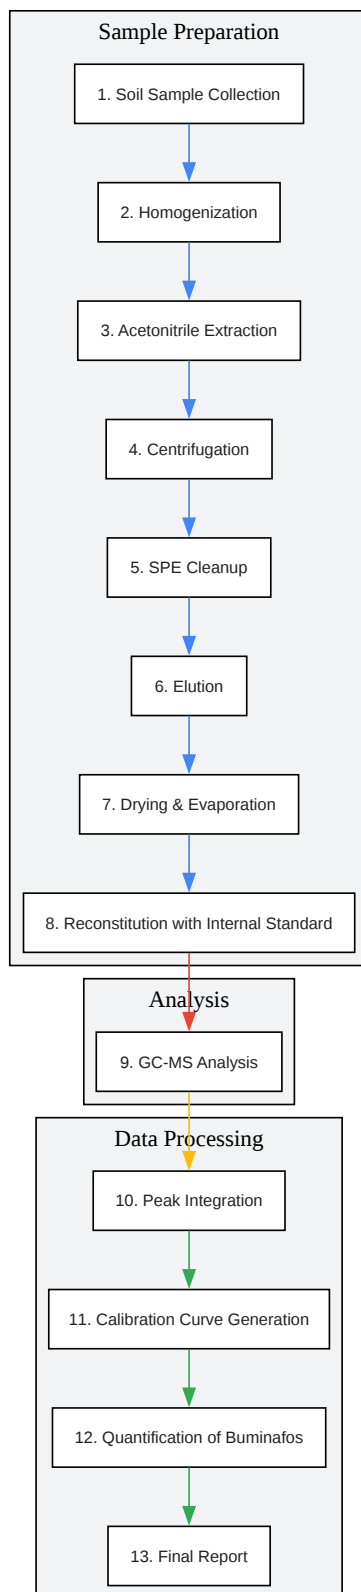 Sample Preparation
1. Soil Sample Collection
2. Homogenization
3. Acetonitrile Extraction
4. Centrifugation
5. SPE Cleanup
6. Elution
7. Drying & Evaporation
8. Reconstitution with Internal Standard
Analysis
9. GC-MS Analysis
Data Processing
10. Peak Integration
11. Calibration Curve Generation
12. Quantification of Buminafos
13. Final Report